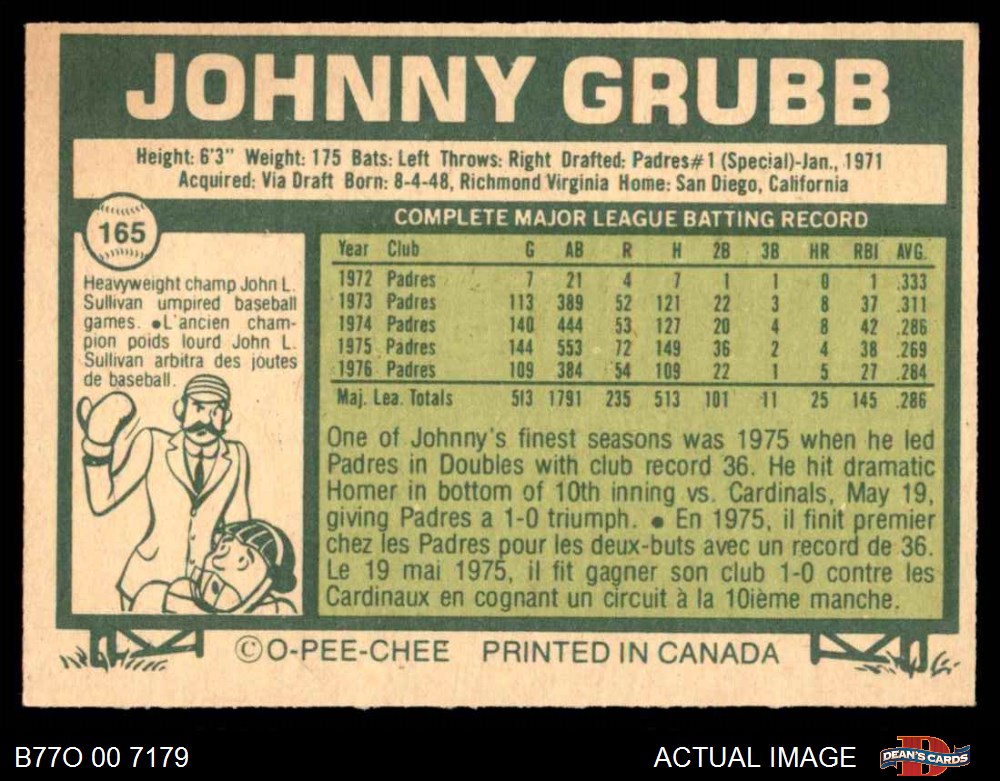 JOHNNY GRUBB
Height: 6'3" Weight: 175 Bats: Left Throws: Right Drafted: Padres#1 (Special)-Jan., 1971
Acquired: Via Draft Born: 8-4-48, Richmond Virginia Home: San Diego, California
165
Heavyweight champ John L.
Sullivan umpired baseball
games. ●L'ancien cham-
pion poids lourd John L.
Sullivan arbitra des joutes
de baseball.
COMPLETE MAJOR LEAGUE BATTING RECORD
Year Club G AB R H 2B 3B HR RBI AVG.
1972 Padres 7 21 4 7 1 1 0 1 .333
1973 Padres 113 389 52 121 22 3 8 37 .311
1974 Padres 140 444 53 127 20 4 8 42 .286
1975 Padres 144 553 72 149 36 2 4 38 .269
1976 Padres 109 384 54 109 22 1 5 27 .284
Maj. Lea. Totals 513 1791 235 513 101 11 25 145 .286
One of Johnny's finest seasons was 1975 when he led
Padres in Doubles with club record 36. He hit dramatic
Homer in bottom of 10th inning vs. Cardinals, May 19,
giving Padres a 1-0 triumph. ● En 1975, il finit premier
chez les Padres pour les deux-buts avec un record de 36.
Le 19 mai 1975, il fit gagner son club 1-0 contre les
Cardinaux en cognant un circuit à la 10ième manche.
©O-PEE-CHEE PRINTED IN CANADA
B77O 00 7179
ACTUAL IMAGE
DEAN'S CARDS